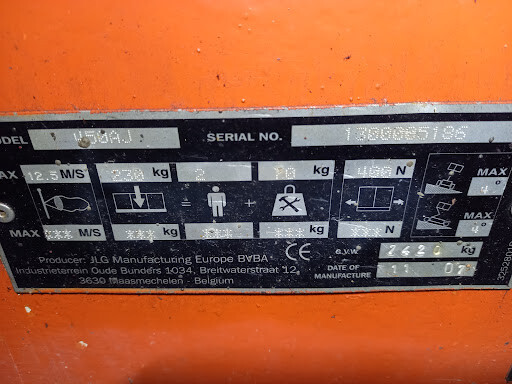 MODEL V50AJ SERIAL NO. 1300005186
MAX 12.5 M/S 230 kg = 2 + 70 kg 400 N MAX 4°
MAX *** M/S *** kg = *** + *** kg *** N MAX 4°
Producer: JLG Manufacturing Europe BVBA CE G.V.W. 7420 kg
Industrieterrein Oude Bunders 1034, Breitwaterstraat 12 DATE OF MANUFACTURE 11 07
3630 Maasmechelen - Belgium